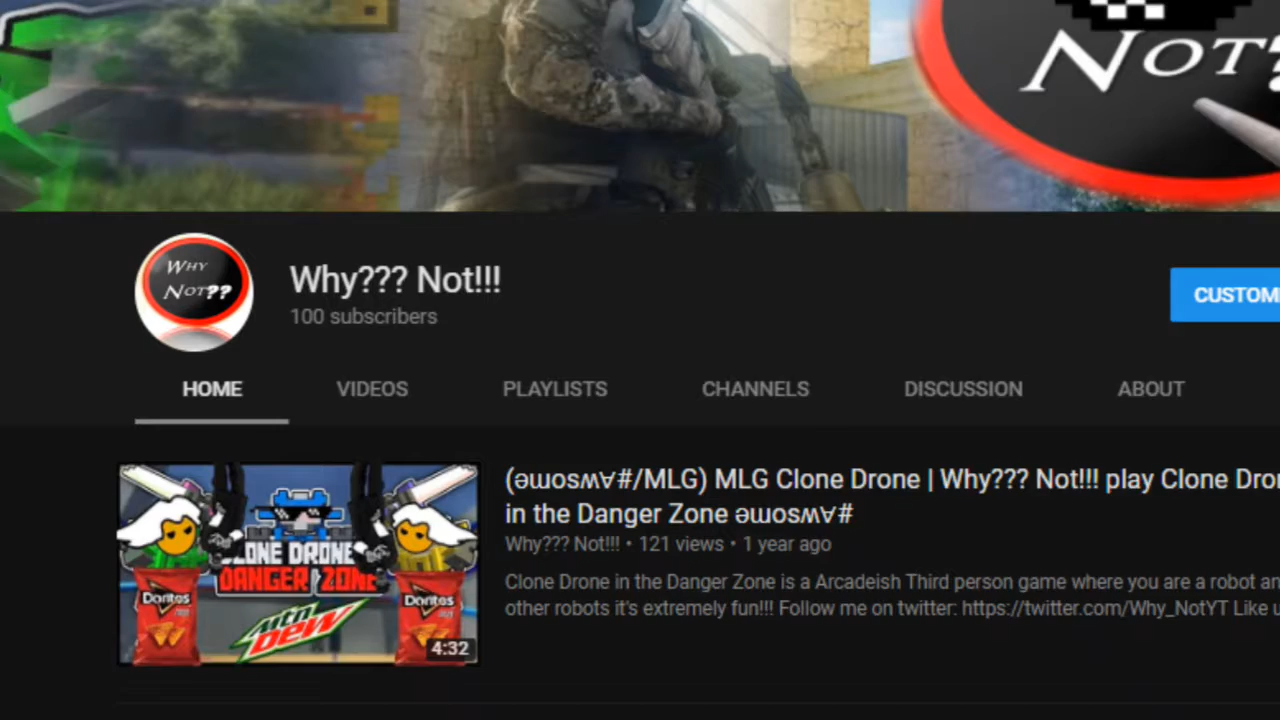 NOT?
Why??? Not!!!
100 subscribers
WHY
NOT??
CUSTOMI
HOME VIDEOS PLAYLISTS CHANNELS DISCUSSION ABOUT
(ǝɯosʍ∀#/MLG) MLG Clone Drone | Why??? Not!!! play Clone Dron
in the Danger Zone ǝɯosʍ∀#
Why??? Not!!! • 121 views • 1 year ago
Clone Drone in the Danger Zone is a Arcadeish Third person game where you are a robot an
other robots it's extremely fun!!! Follow me on twitter: https://twitter.com/Why_NotYT Like u
CLONE DRONE
DANGER ZONE
Doritos
Doritos
mtn
DEW
4:32